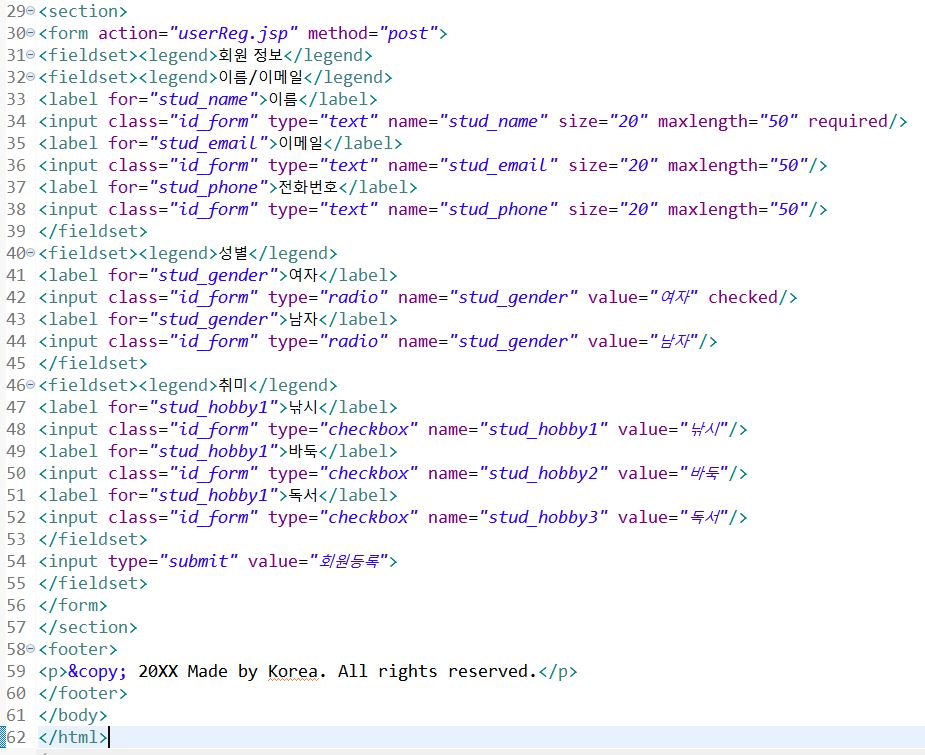 29 <section>
30 <form action="userReg.jsp" method="post">
31 <fieldset><legend>회원 정보</legend>
32 <fieldset><legend>이름/이메일</legend>
33 <label for="stud_name">이름</label>
34 <input class="id_form" type="text" name="stud_name" size="20" maxlength="50" required/>
35 <label for="stud_email">이메일</label>
36 <input class="id_form" type="text" name="stud_email" size="20" maxlength="50"/>
37 <label for="stud_phone">전화번호</label>
38 <input class="id_form" type="text" name="stud_phone" size="20" maxlength="50"/>
39 </fieldset>
40 <fieldset><legend>성별</legend>
41 <label for="stud_gender">여자</label>
42 <input class="id_form" type="radio" name="stud_gender" value="여자" checked/>
43 <label for="stud_gender">남자</label>
44 <input class="id_form" type="radio" name="stud_gender" value="남자"/>
45 </fieldset>
46 <fieldset><legend>취미</legend>
47 <label for="stud_hobby1">낚시</label>
48 <input class="id_form" type="checkbox" name="stud_hobby1" value="낚시"/>
49 <label for="stud_hobby1">바둑</label>
50 <input class="id_form" type="checkbox" name="stud_hobby2" value="바둑"/>
51 <label for="stud_hobby1">독서</label>
52 <input class="id_form" type="checkbox" name="stud_hobby3" value="독서"/>
53 </fieldset>
54 <input type="submit" value="회원등록">
55 </fieldset>
56 </form>
57 </section>
58 <footer>
59 <p>&copy; 20XX Made by Korea. All rights reserved.</p>
60 </footer>
61 </body>
62 </html>